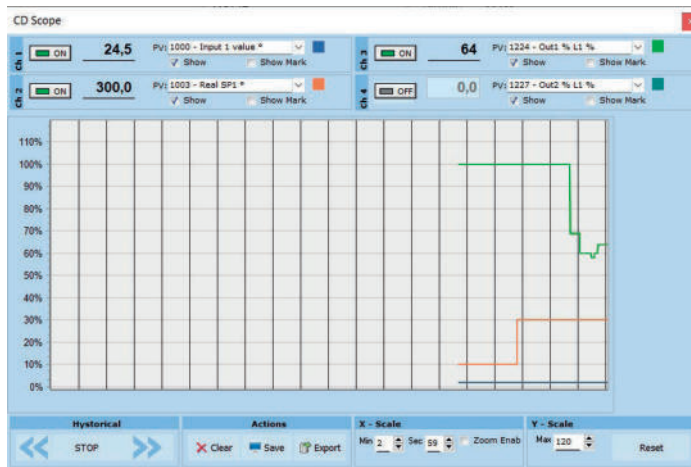 CD Scope
Ch 1 ON 24,5 PV: 1000 - Input 1 value *
Show Show Mark
Ch 3 ON 64 PV: 1224 - Out1 % L1 %
Show Show Mark
Ch 2 ON 300,0 PV: 1003 - Real SP1 *
Show Show Mark
Ch 4 OFF 0,0 PV: 1227 - Out2 % L1 %
Show Show Mark
110%
100%
90%
80%
70%
60%
50%
40%
30%
20%
10%
0%
Hystorical Actions X - Scale Y - Scale
STOP Clear Save Export Min 2 Sec 59 Zoom Enab Max 120 Reset